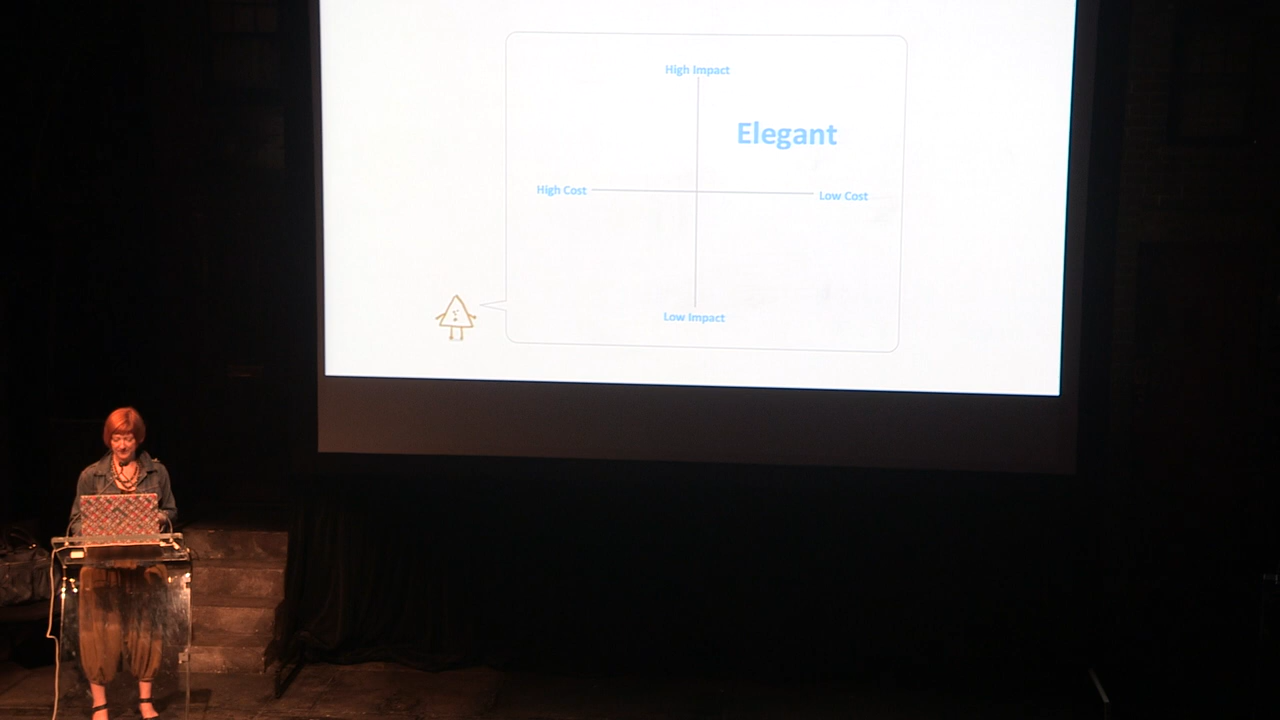 High Impact
Elegant
High Cost
Low Cost
Low Impact